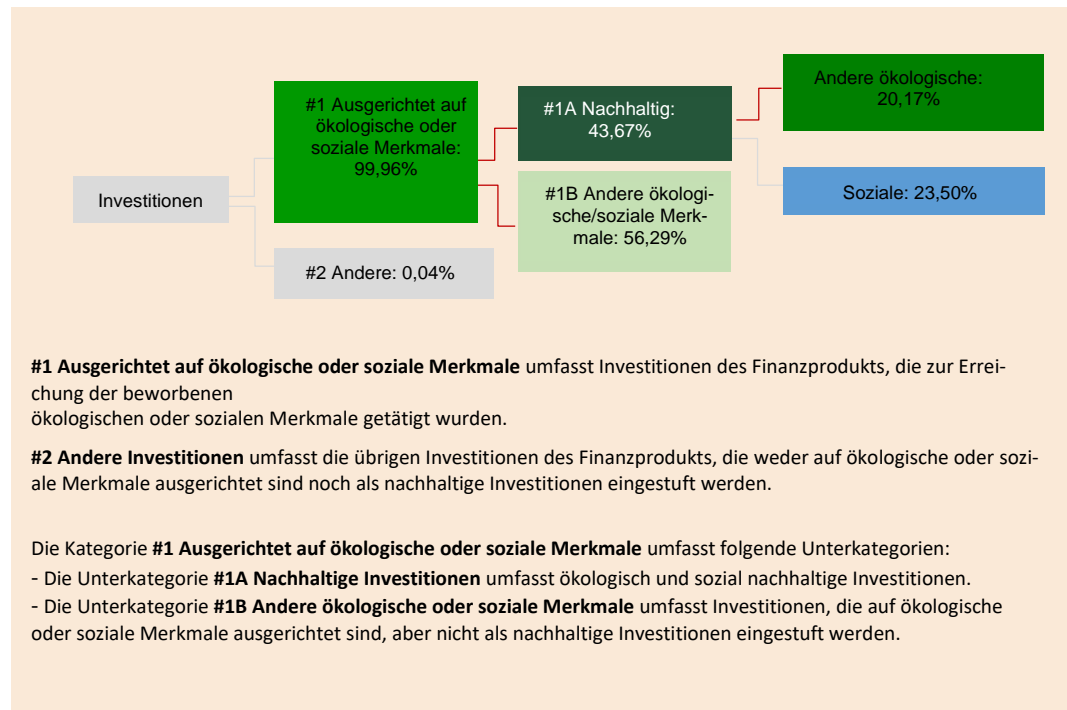 Investitionen
#1 Ausgerichtet auf
ökologische oder
soziale Merkmale:
99,96%
#2 Andere: 0,04%
#1A Nachhaltig:
43,67%
#1B Andere ökologi-
sche/soziale Merk-
male: 56,29%
Andere ökologische:
20,17%
Soziale: 23,50%
#1 Ausgerichtet auf ökologische oder soziale Merkmale umfasst Investitionen des Finanzprodukts, die zur Errei-
chung der beworbenen
ökologischen oder sozialen Merkmale getätigt wurden.
#2 Andere Investitionen umfasst die übrigen Investitionen des Finanzprodukts, die weder auf ökologische oder sozi-
ale Merkmale ausgerichtet sind noch als nachhaltige Investitionen eingestuft werden.
Die Kategorie #1 Ausgerichtet auf ökologische oder soziale Merkmale umfasst folgende Unterkategorien:
- Die Unterkategorie #1A Nachhaltige Investitionen umfasst ökologisch und sozial nachhaltige Investitionen.
- Die Unterkategorie #1B Andere ökologische oder soziale Merkmale umfasst Investitionen, die auf ökologische
oder soziale Merkmale ausgerichtet sind, aber nicht als nachhaltige Investitionen eingestuft werden.